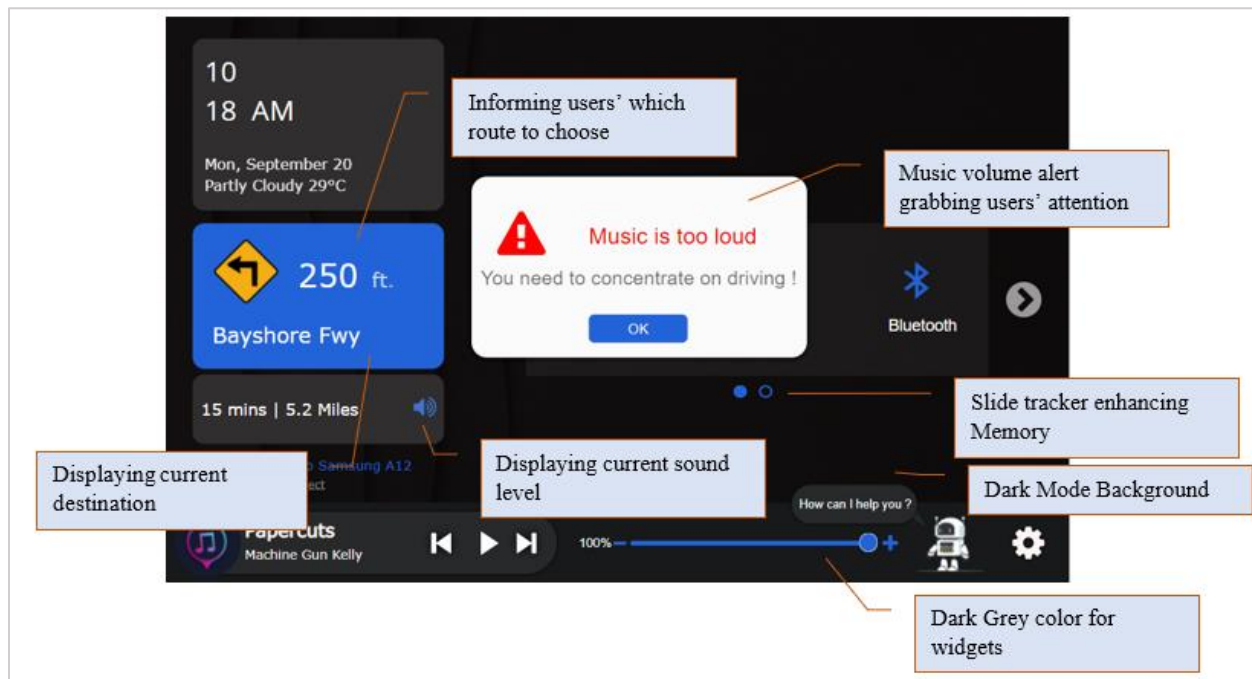 10
18 AM
Mon, September 20
Partly Cloudy 29°C
Informing users’ which
route to choose
Music volume alert
grabbing users’ attention
250 ft.
Bayshore Fwy
Music is too loud
You need to concentrate on driving !
OK
Bluetooth
15 mins | 5.2 Miles
Slide tracker enhancing
Memory
Displaying current
destination
Samsung A12
Displaying current sound
level
Dark Mode Background
How can I help you ?
Papercuts
Machine Gun Kelly
100%
Dark Grey color for
widgets